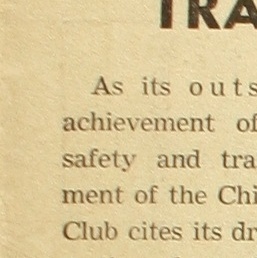 TRA
As its outs
achievement of
safety and tra
ment of the Chi
Club cites its dr